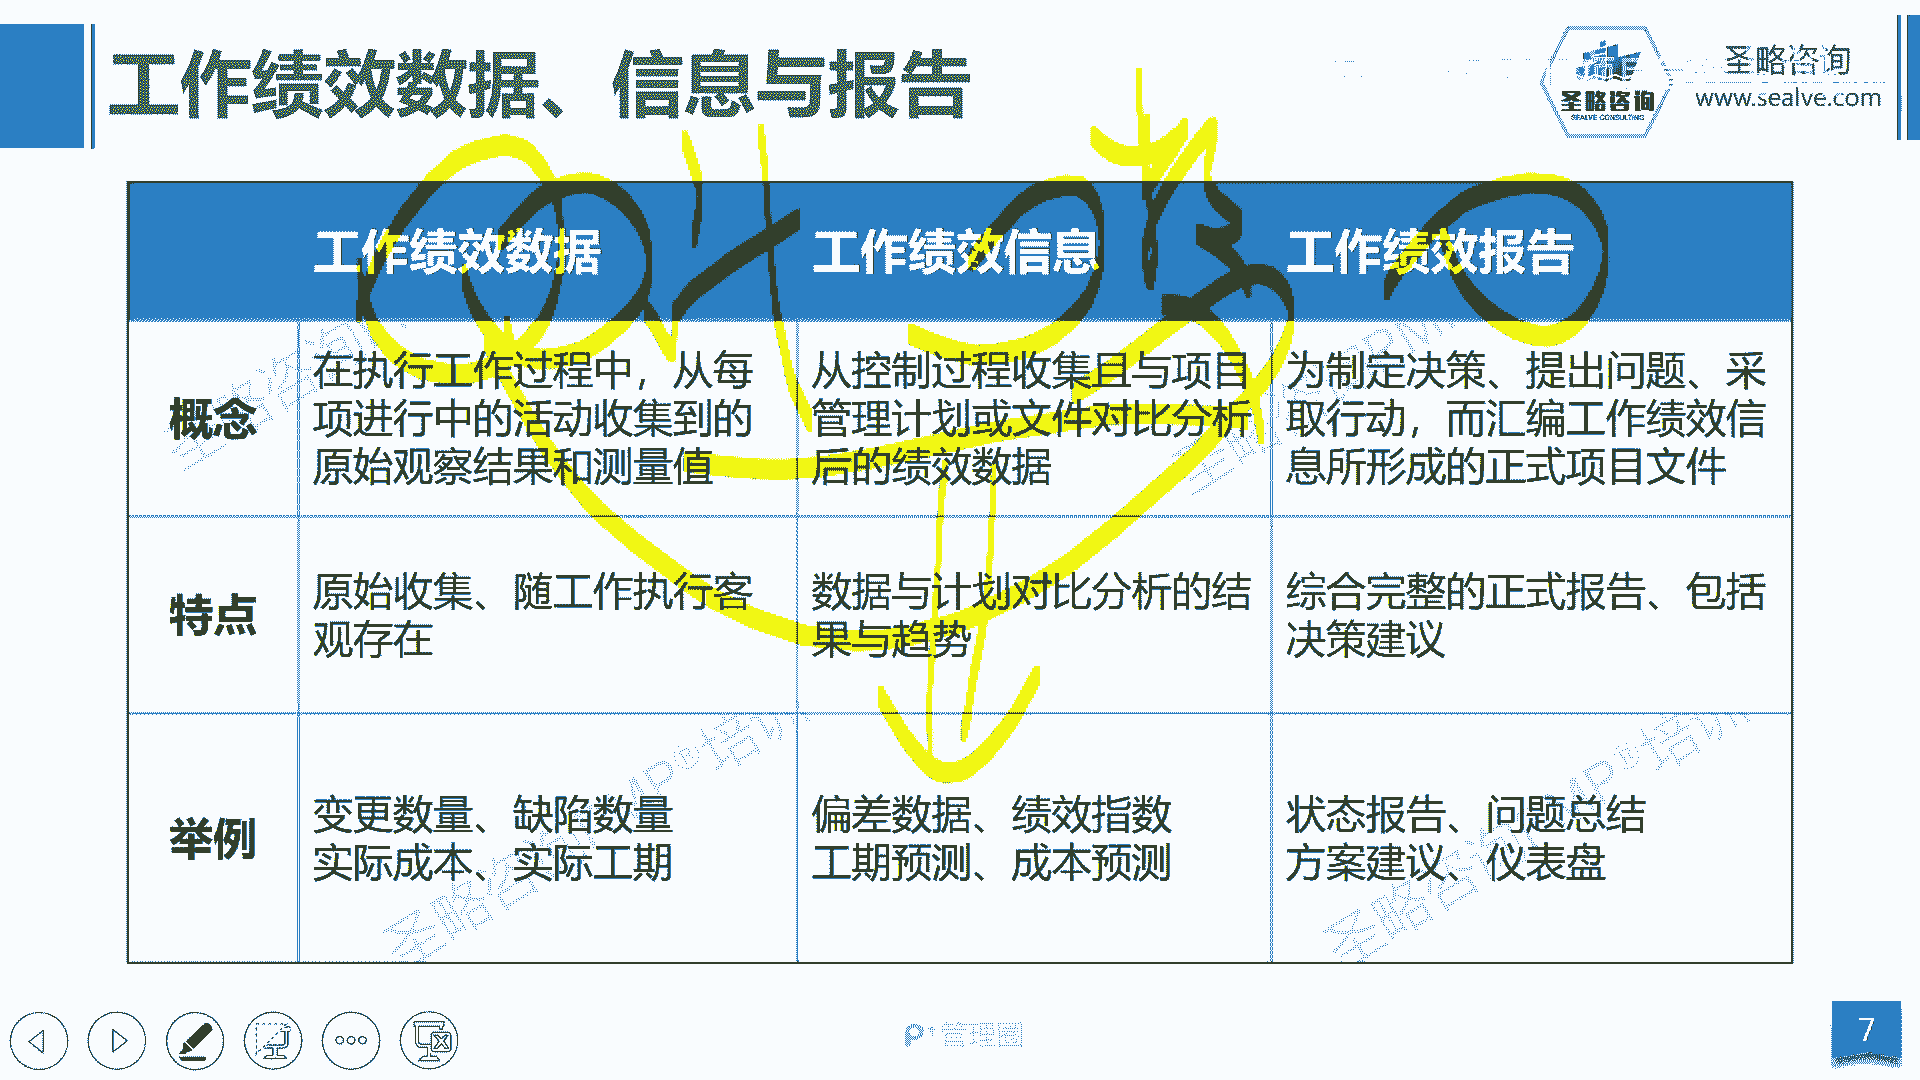 工作绩效数据、信息与报告
圣略咨询
SEALVE CONSULTING
圣略咨询
www.sealve.com
工作绩效数据
工作绩效信息
工作绩效报告
概念
在执行工作过程中，从每
项进行中的活动收集到的
原始观察结果和测量值
从控制过程收集且与项目
管理计划或文件对比分析
后的绩效数据
为制定决策、提出问题、采
取行动，而汇编工作绩效信
息所形成的正式项目文件
特点
原始收集、随工作执行客
观存在
数据与计划对比分析的结
果与趋势
综合完整的正式报告、包括
决策建议
举例
变更数量、缺陷数量
实际成本、实际工期
偏差数据、绩效指数
工期预测、成本预测
状态报告、问题总结
方案建议、仪表盘
管理圈
7